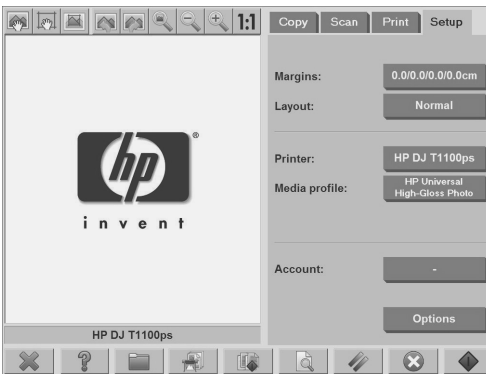 1:1
Copy Scan Print Setup
Margins: 0.0/0.0/0.0/0.0cm
Layout: Normal
Printer: HP DJ T1100ps
Media profile: HP Universal
High-Gloss Photo
Account: -
Options
hp®
invent
HP DJ T1100ps
?